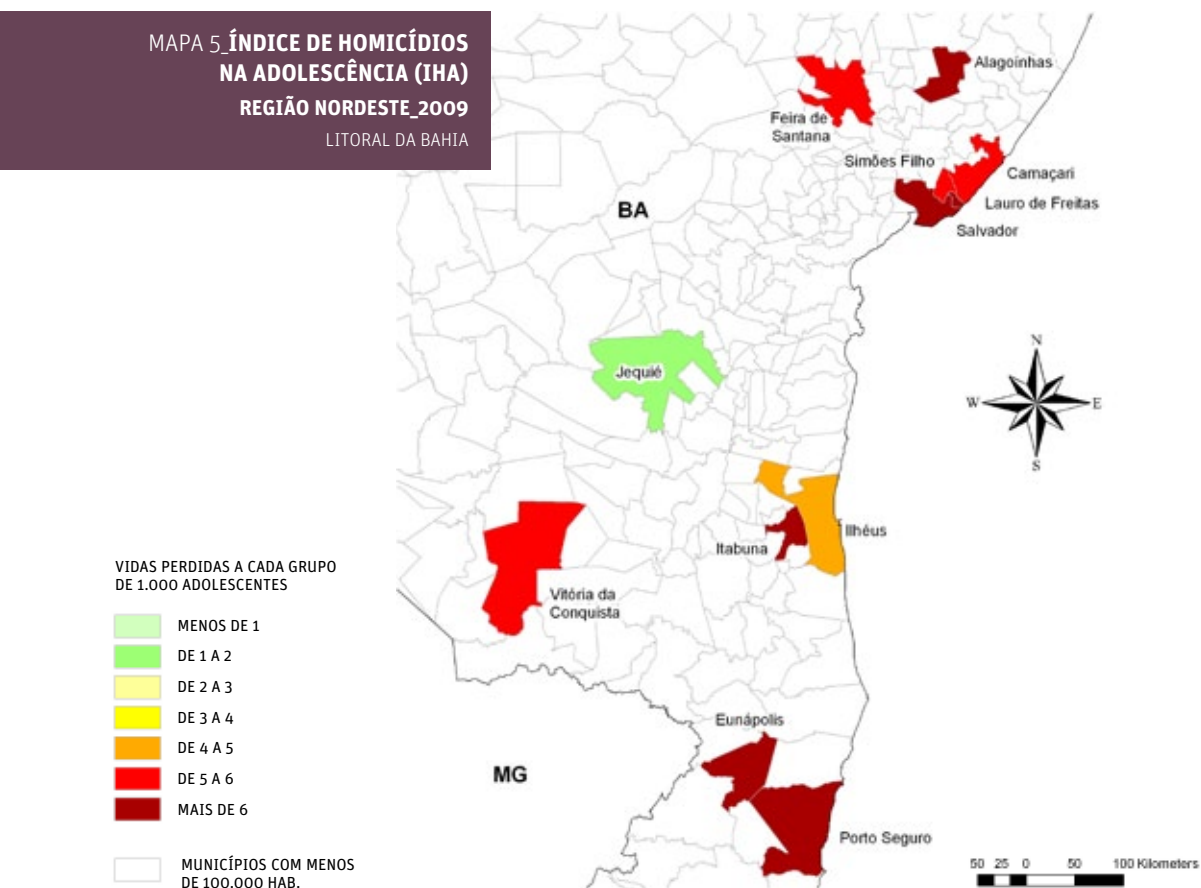 MAPA 5_ÍNDICE DE HOMICÍDIOS
NA ADOLESCÊNCIA (IHA)
REGIÃO NORDESTE_2009
LITORAL DA BAHIA
Alagoinhas
Feira de
Santana
Simões Filho
Camaçari
Lauro de Freitas
Salvador
BA
Jequié
N
W
E
S
Ilhéus
Itabuna
Vitória da
Conquista
Eunápolis
MG
Porto Seguro
VIDAS PERDIDAS A CADA GRUPO
DE 1.000 ADOLESCENTES
MENOS DE 1
DE 1 A 2
DE 2 A 3
DE 3 A 4
DE 4 A 5
DE 5 A 6
MAIS DE 6
MUNICÍPIOS COM MENOS
DE 100.000 HAB.
50 25 0 50 100 Kilometers